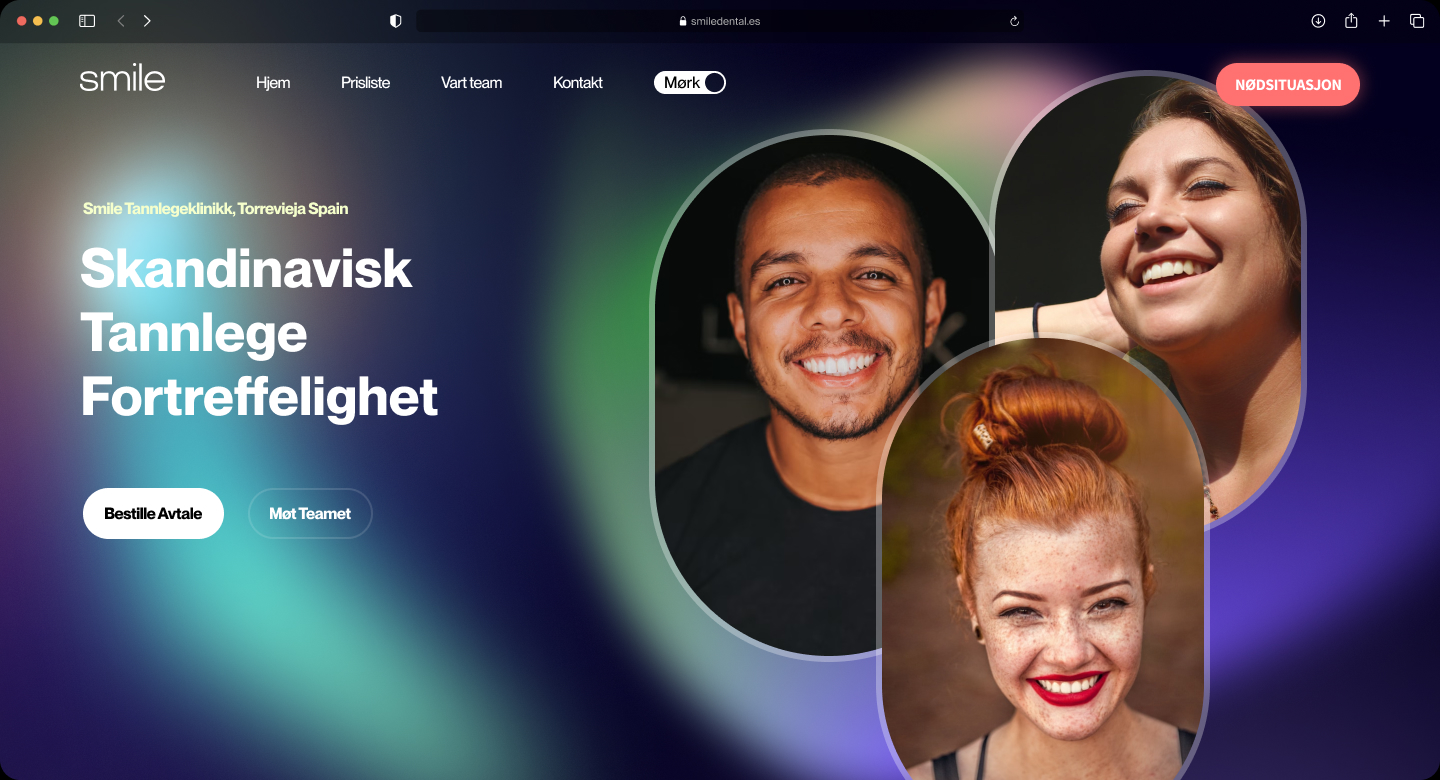 smiledental.es
smile
Hjem
Prisliste
Vart team
Kontakt
Mørk
NØDSITUASJON
Smile Tannlegeklinikk, Torrevieja Spain
Skandinavisk
Tannlege
Fortreffelighet
Bestille Avtale
Møt Teamet